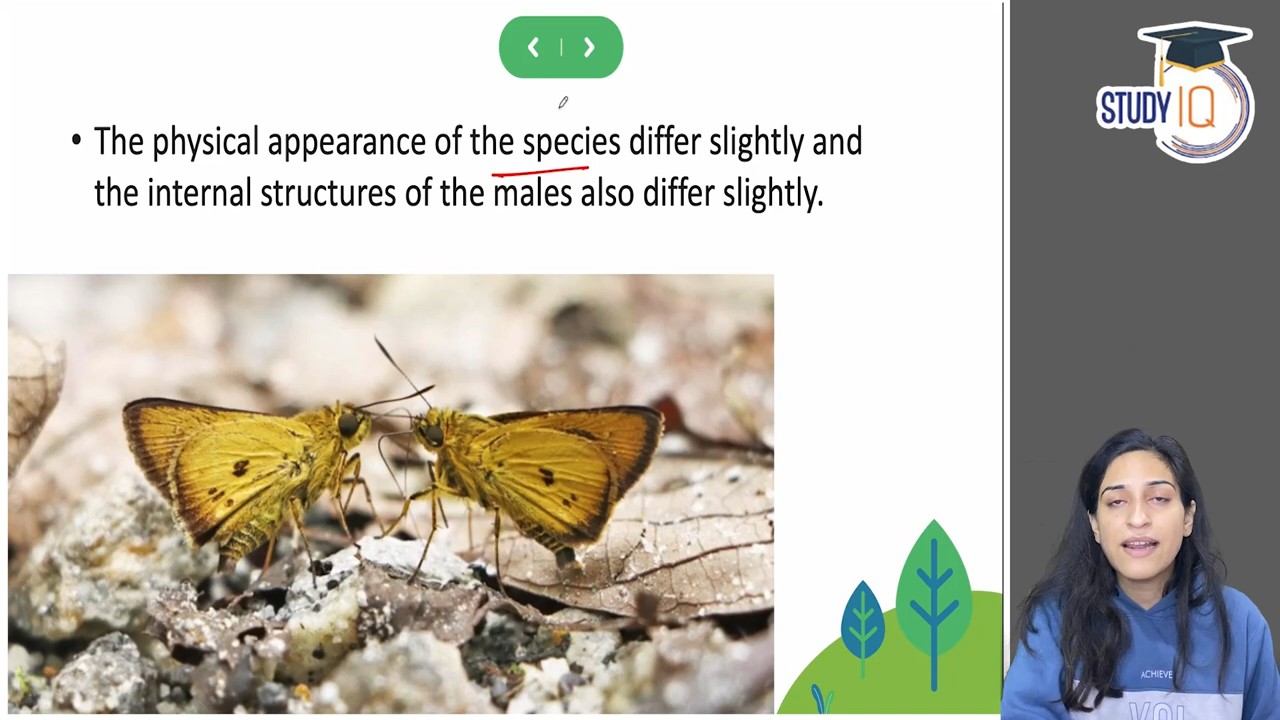 STUDY IQ
• The physical appearance of the species differ slightly and
the internal structures of the males also differ slightly.
ACHIEVE